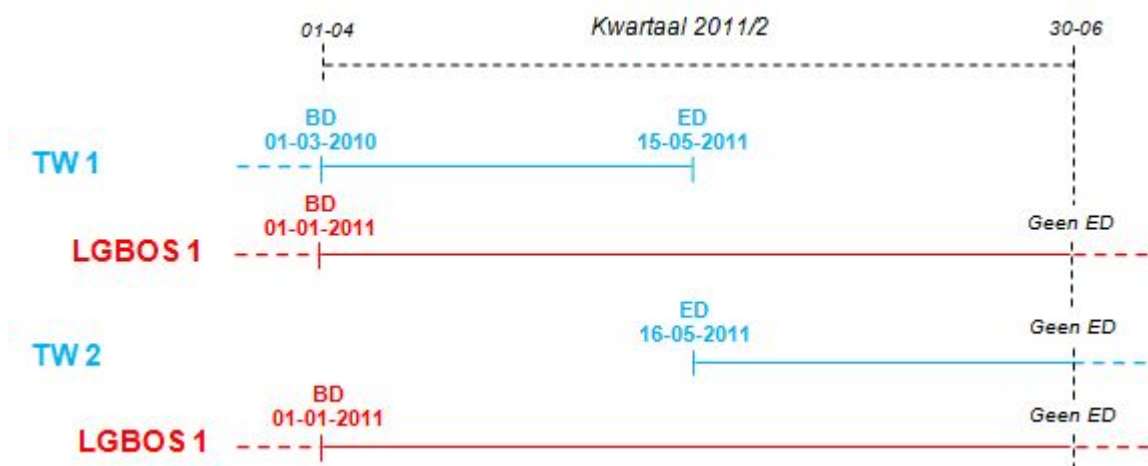 01-04 Kwartaal 2011/2 30-06
BD ED
01-03-2010 15-05-2011
TW 1
BD
01-01-2011 Geen ED
LGBOS 1
ED
16-05-2011 Geen ED
TW 2
BD
01-01-2011 Geen ED
LGBOS 1